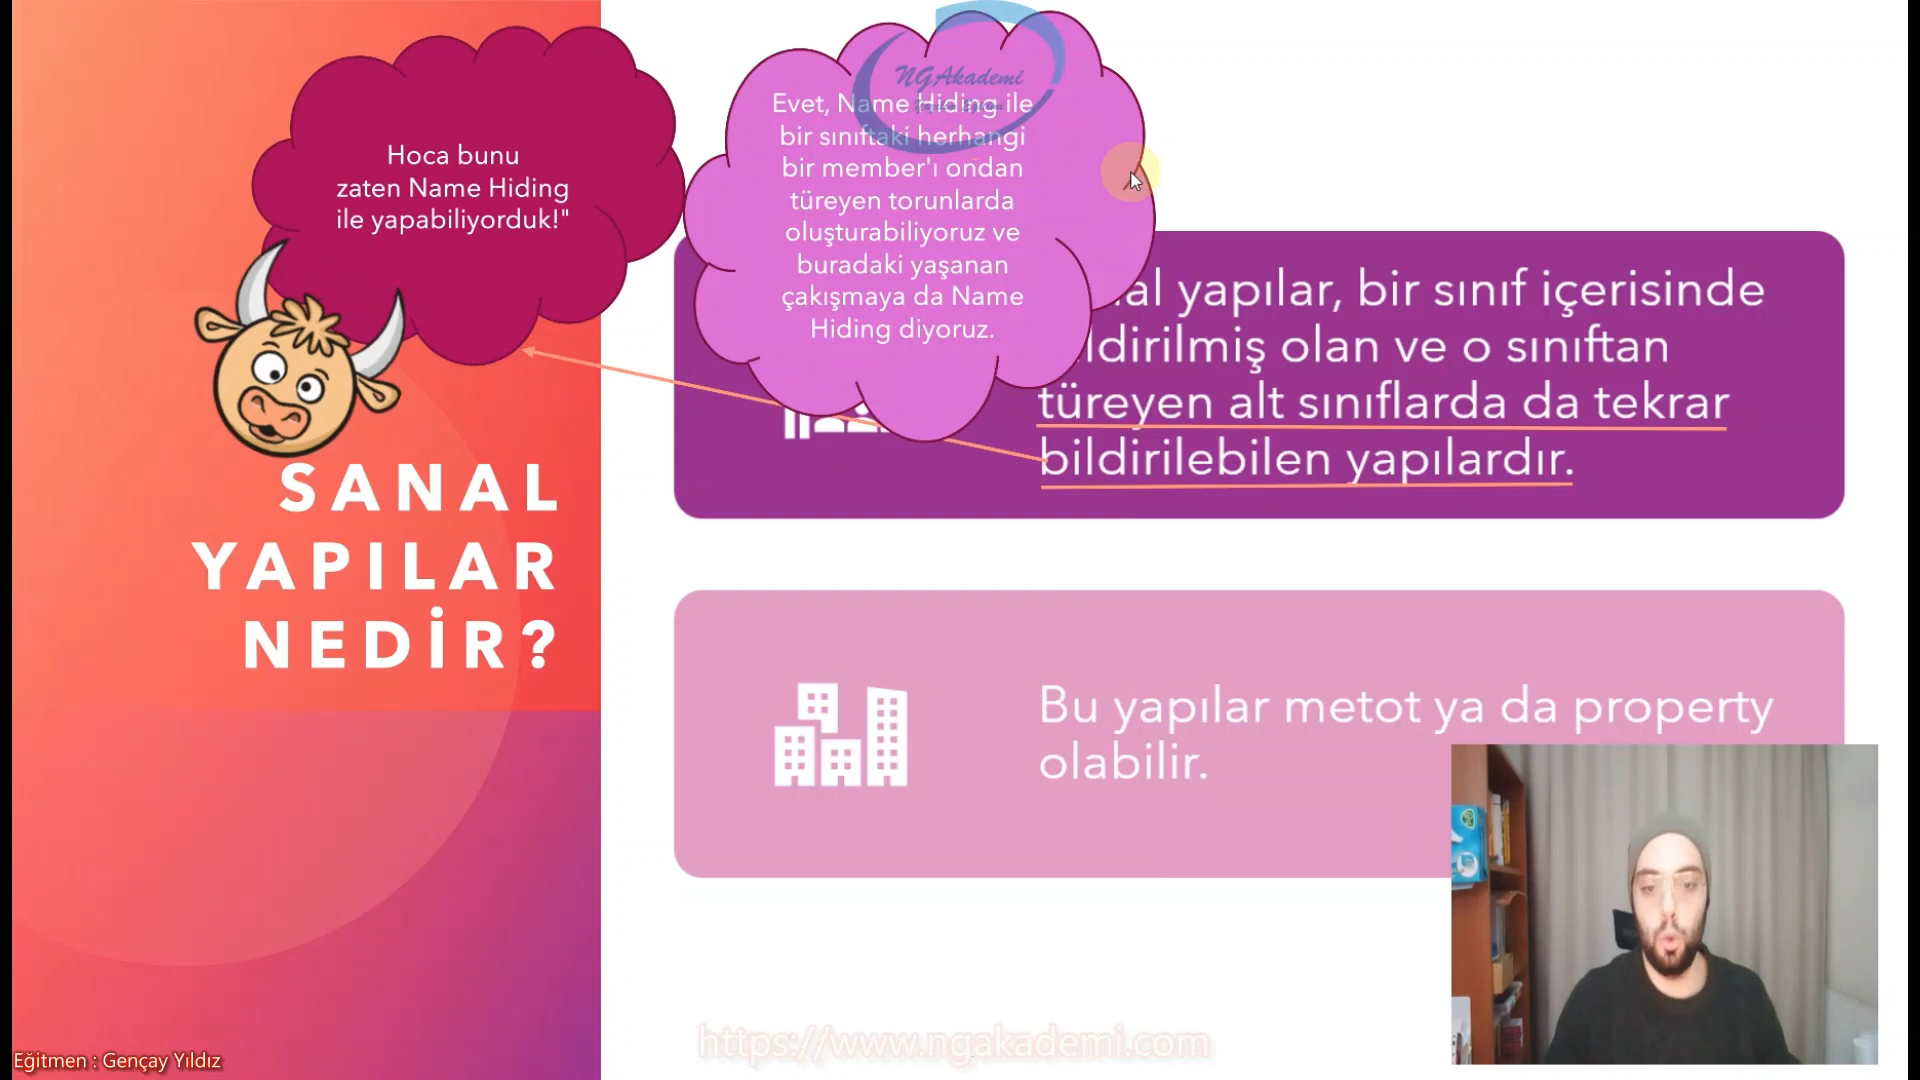 Hoca bunu
zaten Name Hiding
ile yapabiliyorduk!"
NGAkademi
Evet, Name Hiding ile
bir sınıftaki herhangi
bir member'ı ondan
türeyen torunlarda
oluşturabiliyoruz ve
buradaki yaşanan
çakışmaya da Name
Hiding diyoruz.
SANAL
YAPILAR
NEDİR?
yapılar, bir sınıf içerisinde
olan ve o sınıftan
türeyen alt sınıflarda da tekrar
bildirilebilen yapılardır.
Bu yapılar metot ya da property
olabilir.
https://www.ngakademi.com
Eğitmen : Gençay Yıldız